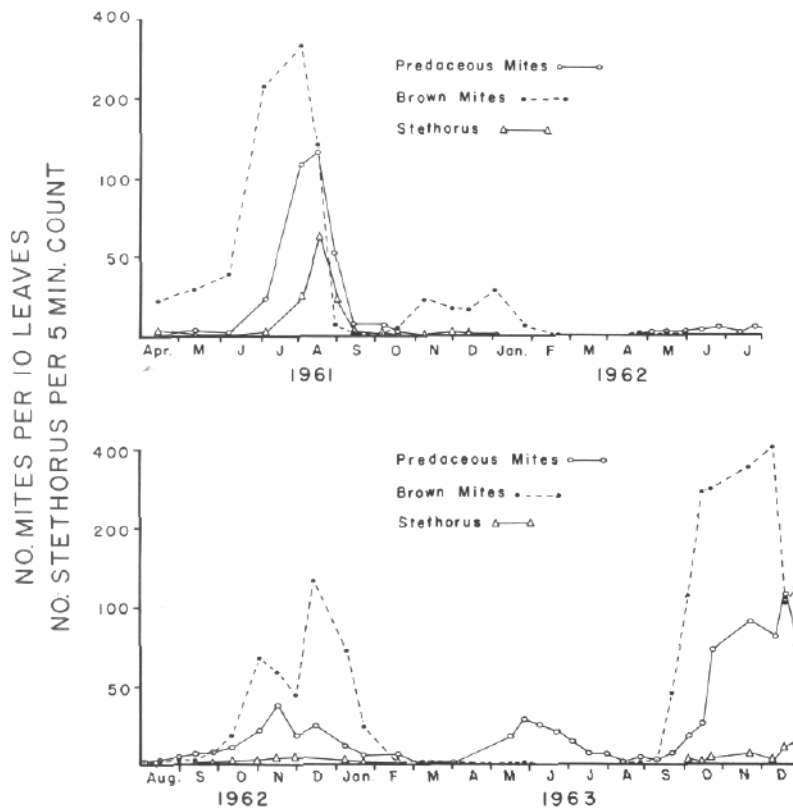 NO. MITES PER 10 LEAVES
NO: STETHORUS PER 5 MIN. COUNT
400
200
100
50
Predaceous Mites
Brown Mites
Stethorus
Apr. M J J A S O N D Jan. F M A M J J
1961 1962
400
200
100
50
Predaceous Mites
Brown Mites
Stethorus
Aug. S O N D Jan. F M A M J J A S O N D
1962 1963